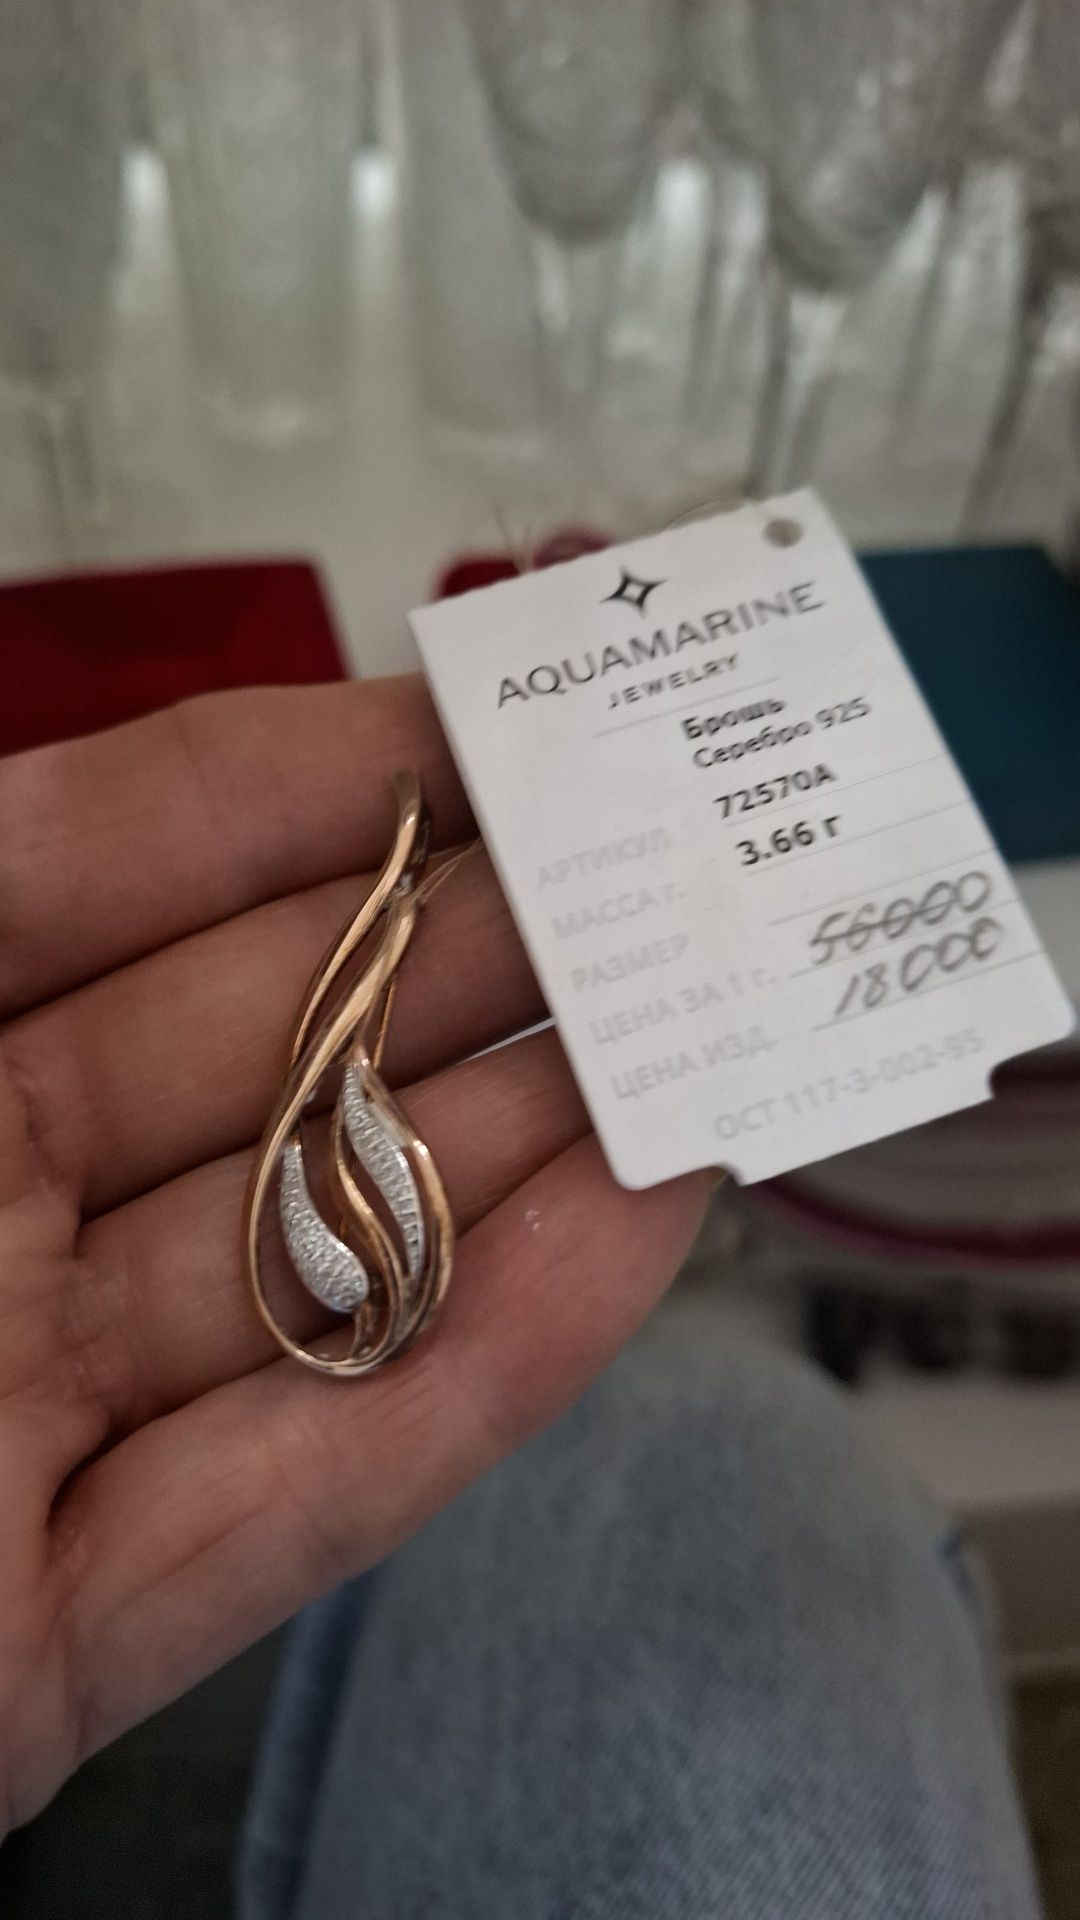 AQUAMARINE
JEWELRY
Брошь
Серебро 925
АРТИКУЛ 72570А
МАССА г. 3.66 г
РАЗМЕР
ЦЕНА ЗА 1 г. 56000
ЦЕНА ИЗД. 18000
ОСТ 117-3-002-95